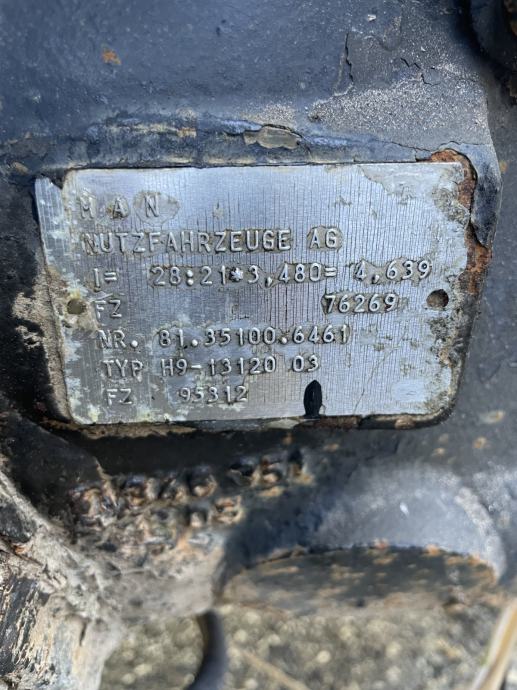 M A N
NUTZFAHRZEUGE AG
I= 28:21*3,480= 4,639
FZ 76269
NR. 81.35100.6461
TYP H9-13120 03
FZ 95312